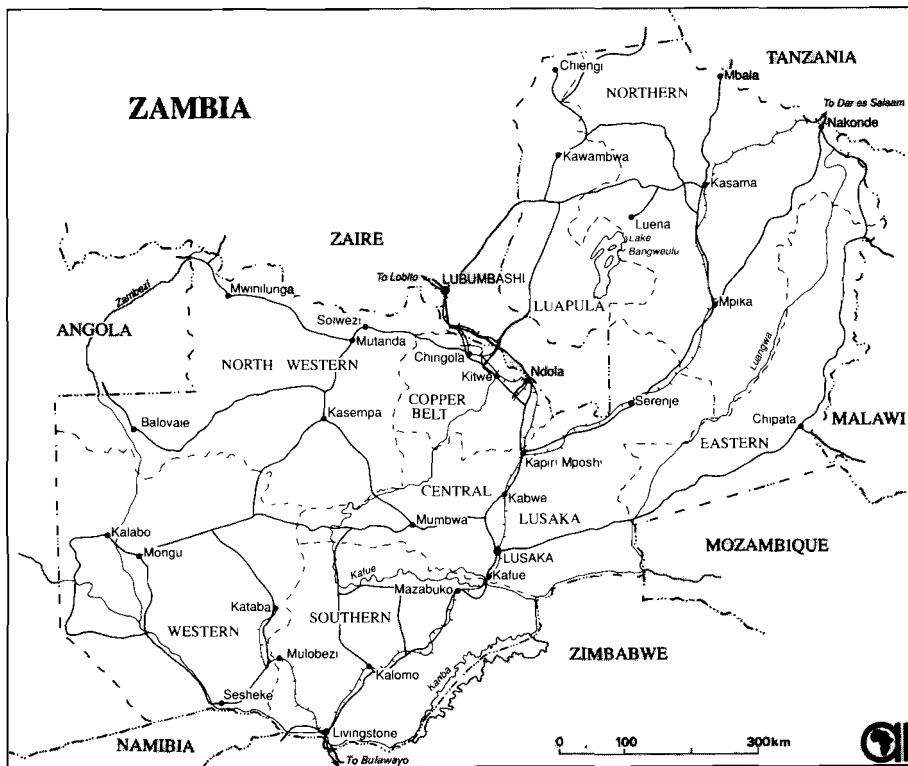 ZAMBIA
TANZANIA
Chiengi
Mbala
NORTHERN
To Dar es Salaam
Nakonde
Kawambwa
Kasama
Luena
Lake
Bangweulu
ZAIRE
To Lobito
LUBUMBASHI
Zambezi
Mwinilunga
LUAPULA
Mpika
ANGOLA
Solwezi
Mutanda
Chingola
Luangwa
NORTH WESTERN
Kitwe
Ndola
COPPER
BELT
Serenje
Kasempa
Balovale
Chipata
MALAWI
EASTERN
Kapiri Mposhi
CENTRAL
Kabwe
LUSAKA
Mumbwa
Kalabo
Mongu
LUSAKA
MOZAMBIQUE
Kafue
Kafue
Mazabuko
Kataba
SOUTHERN
WESTERN
Mulobezi
Kalomo
Kariba
ZIMBABWE
Sesheke
Livingstone
NAMIBIA
To Bulawayo
0 100 300km